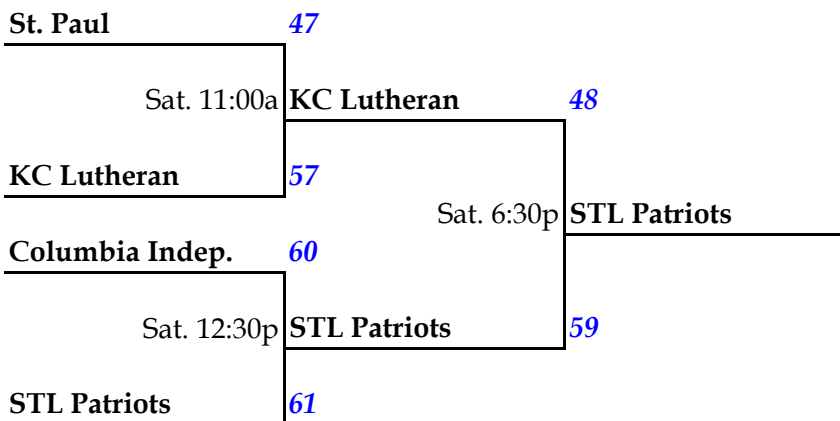 St. Paul 47
Sat. 11:00a KC Lutheran 48
KC Lutheran 57
Sat. 6:30p STL Patriots
Columbia Indep. 60
Sat. 12:30p STL Patriots 59
STL Patriots 61